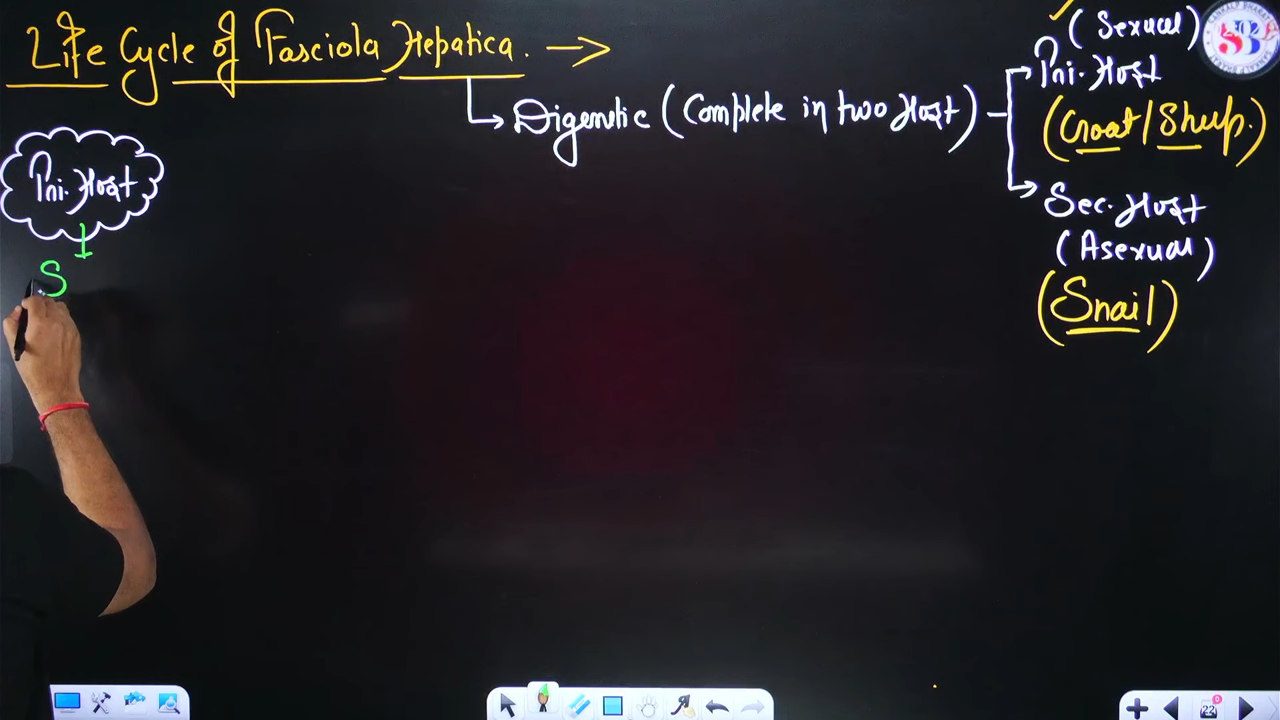 Life Cycle of Fasciola Hepatica. →
Digenetic (Complete in two Host)
(Sexual)
Pri. Host
(Goat/Sheep.)
Sec. Host
(Asexual)
(Snail)
Pri. Host
S
22